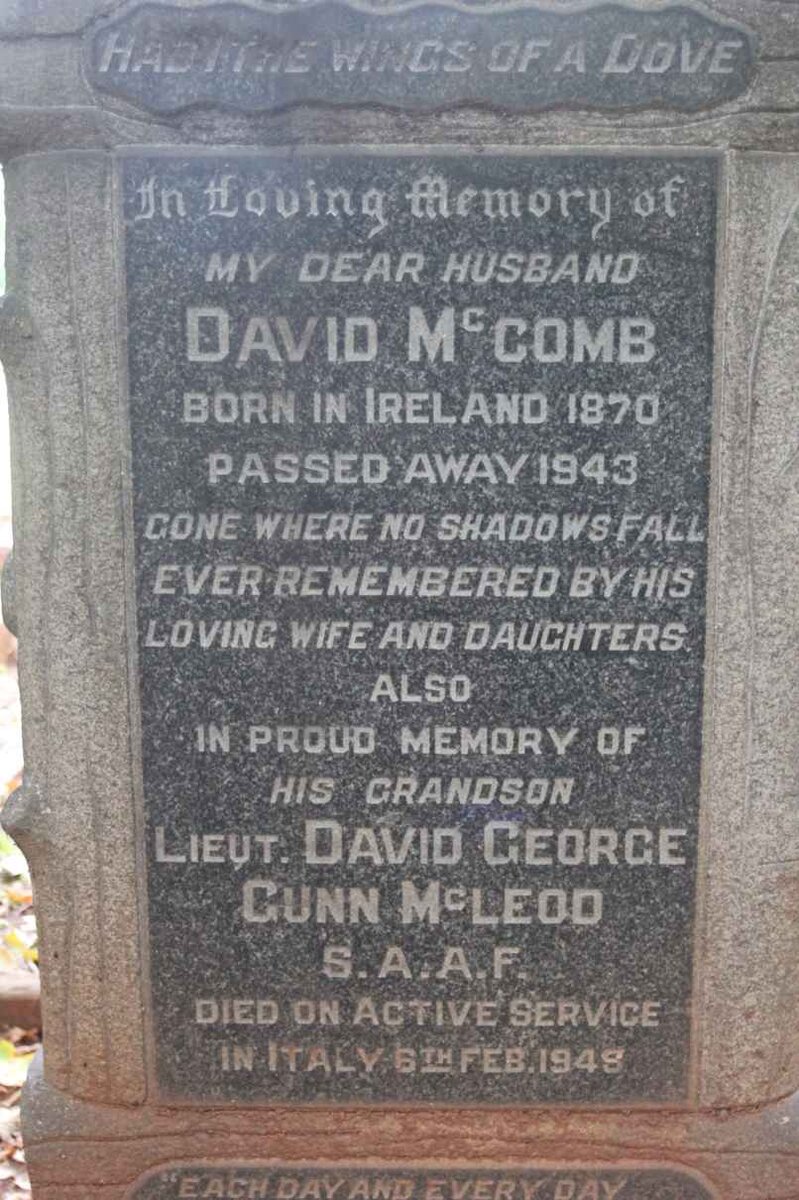 HAD I THE WINGS OF A DOVE
In Loving Memory of
MY DEAR HUSBAND
DAVID McCOMB
BORN IN IRELAND 1870
PASSED AWAY 1943
GONE WHERE NO SHADOWS FALL
EVER REMEMBERED BY HIS
LOVING WIFE AND DAUGHTERS.
ALSO
IN PROUD MEMORY OF
HIS GRANDSON
LIEUT. DAVID GEORGE
GUNN McLEOD
S.A.A.F.
DIED ON ACTIVE SERVICE
IN ITALY 6TH FEB.
"EACH DAY AND EVERY DAY